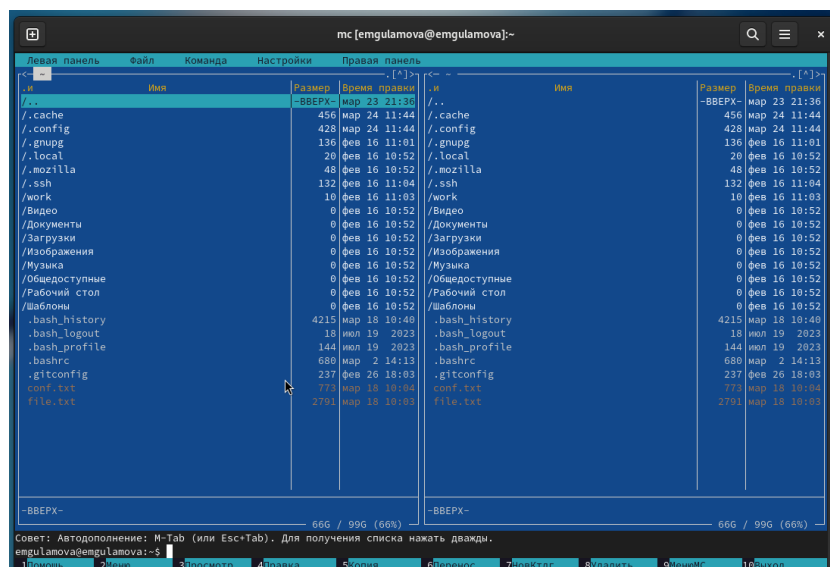 mc [emgulamova@emgulamova]:~
Левая панель Файл Команда Настройки Правая панель
<— ~ .[^]> <— ~ .[^]>
.и Имя Размер Время правки .и Имя Размер Время правки
/.. -ВВЕРХ- мар 23 21:36 /.. -ВВЕРХ- мар 23 21:36
/.cache 456 мар 24 11:44 /.cache 456 мар 24 11:44
/.config 428 мар 24 11:44 /.config 428 мар 24 11:44
/.gnupg 136 фев 16 11:01 /.gnupg 136 фев 16 11:01
/.local 20 фев 16 10:52 /.local 20 фев 16 10:52
/.mozilla 48 фев 16 10:52 /.mozilla 48 фев 16 10:52
/.ssh 132 фев 16 11:04 /.ssh 132 фев 16 11:04
/work 10 фев 16 11:03 /work 10 фев 16 11:03
/Видео 0 фев 16 10:52 /Видео 0 фев 16 10:52
/Документы 0 фев 16 10:52 /Документы 0 фев 16 10:52
/Загрузки 0 фев 16 10:52 /Загрузки 0 фев 16 10:52
/Изображения 0 фев 16 10:52 /Изображения 0 фев 16 10:52
/Музыка 0 фев 16 10:52 /Музыка 0 фев 16 10:52
/Общедоступные 0 фев 16 10:52 /Общедоступные 0 фев 16 10:52
/Рабочий стол 0 фев 16 10:52 /Рабочий стол 0 фев 16 10:52
/Шаблоны 0 фев 16 10:52 /Шаблоны 0 фев 16 10:52
.bash_history 4215 мар 18 10:40 .bash_history 4215 мар 18 10:40
.bash_logout 18 июл 19 2023 .bash_logout 18 июл 19 2023
.bash_profile 144 июл 19 2023 .bash_profile 144 июл 19 2023
.bashrc 680 мар 2 14:13 .bashrc 680 мар 2 14:13
.gitconfig 237 фев 26 18:03 .gitconfig 237 фев 26 18:03
conf.txt 773 мар 18 10:04 conf.txt 773 мар 18 10:04
file.txt 2791 мар 18 10:03 file.txt 2791 мар 18 10:03
-ВВЕРХ- -ВВЕРХ-
66G / 99G (66%) 66G / 99G (66%)
Совет: Автодополнение: M-Tab (или Esc+Tab). Для получения списка нажать дважды.
emgulamova@emgulamova:~$
1Помощь 2Меню 3Просмотр 4Правка 5Копия 6Перенос 7НовКтлг 8Удалить 9МенюMC 10Выход